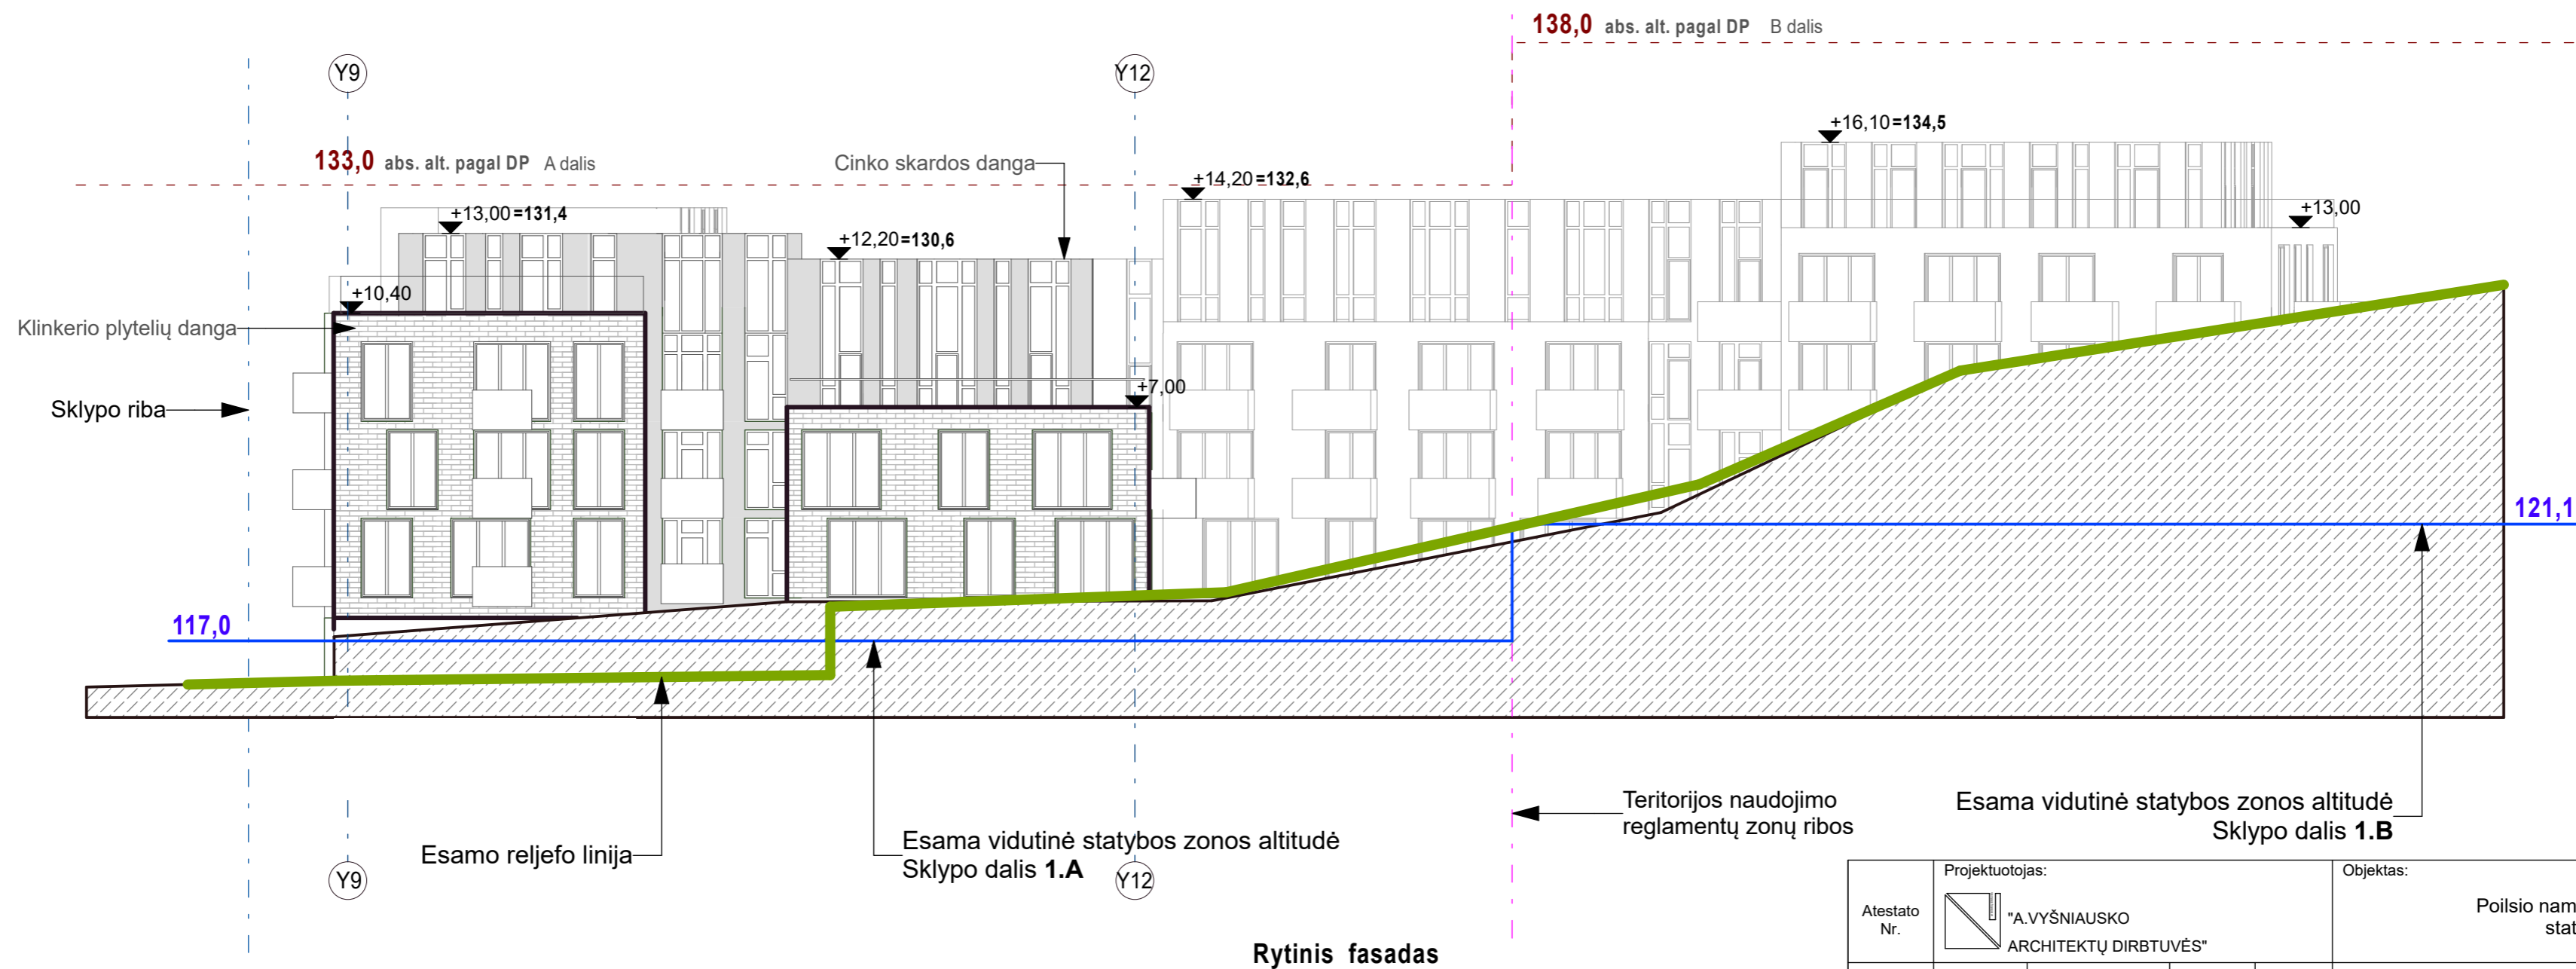 138,0 abs. alt. pagal DP B dalis
Y9
Y12
+16,10=134,5
133,0 abs. alt. pagal DP A dalis
Cinko skardos danga
+14,20=132,6
+13,00=131,4
+13,00
+12,20=130,6
+10,40
Klinkerio plytelių danga
+7,00
Sklypo riba
121,1
117,0
Teritorijos naudojimo
reglamentų zonų ribos
Esama vidutinė statybos zonos altitudė
Sklypo dalis 1.B
Esamo reljefo linija
Esama vidutinė statybos zonos altitudė
Sklypo dalis 1.A
Y9
Y12
Rytinis fasadas
Atestato
Nr.
Projektuotojas:
"A.VYŠNIAUSKO
ARCHITEKTŲ DIRBTUVĖS"
Objektas:
Poilsio nam
stat